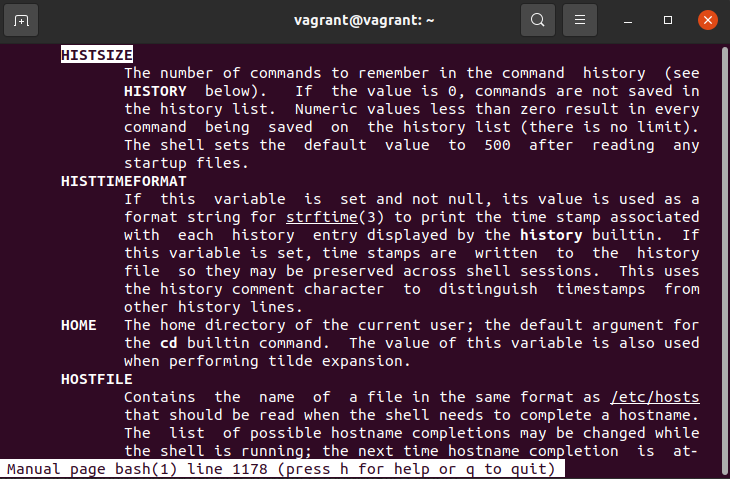 vagrant@vagrant: ~
HISTSIZE
The number of commands to remember in the command history (see
HISTORY below). If the value is 0, commands are not saved in
the history list. Numeric values less than zero result in every
command being saved on the history list (there is no limit).
The shell sets the default value to 500 after reading any
startup files.
HISTTIMEFORMAT
If this variable is set and not null, its value is used as a
format string for strftime(3) to print the time stamp associated
with each history entry displayed by the history builtin. If
this variable is set, time stamps are written to the history
file so they may be preserved across shell sessions. This uses
the history comment character to distinguish timestamps from
other history lines.
HOME The home directory of the current user; the default argument for
the cd builtin command. The value of this variable is also used
when performing tilde expansion.
HOSTFILE
Contains the name of a file in the same format as /etc/hosts
that should be read when the shell needs to complete a hostname.
The list of possible hostname completions may be changed while
the shell is running; the next time hostname completion is at-
Manual page bash(1) line 1178 (press h for help or q to quit)